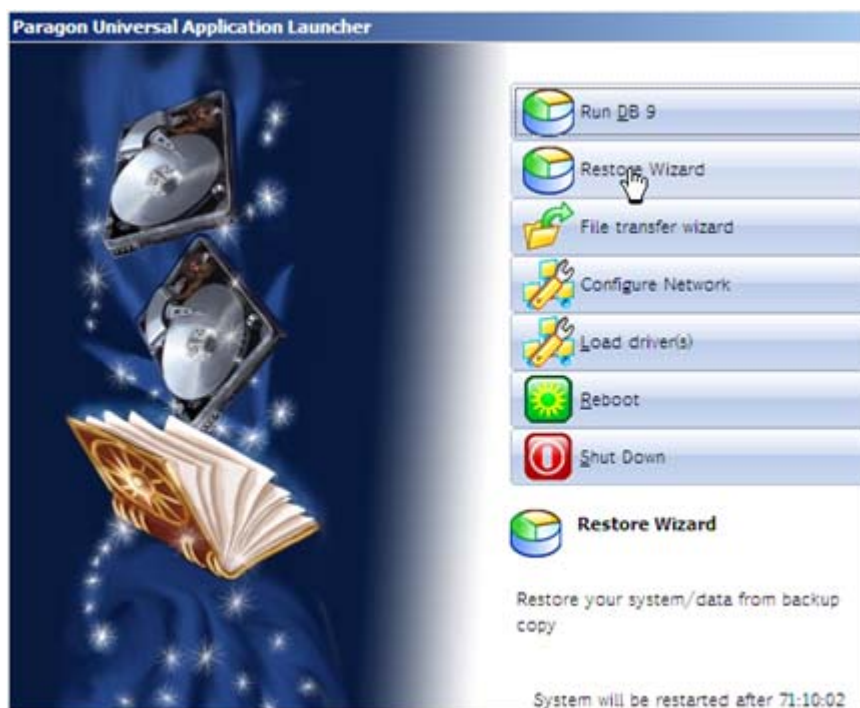 Paragon Universal Application Launcher
Run DB 9
Restore Wizard
File transfer wizard
Configure Network
Load driver(s)
Reboot
Shut Down
Restore Wizard
Restore your system/data from backup
copy
System will be restarted after 71:10:02